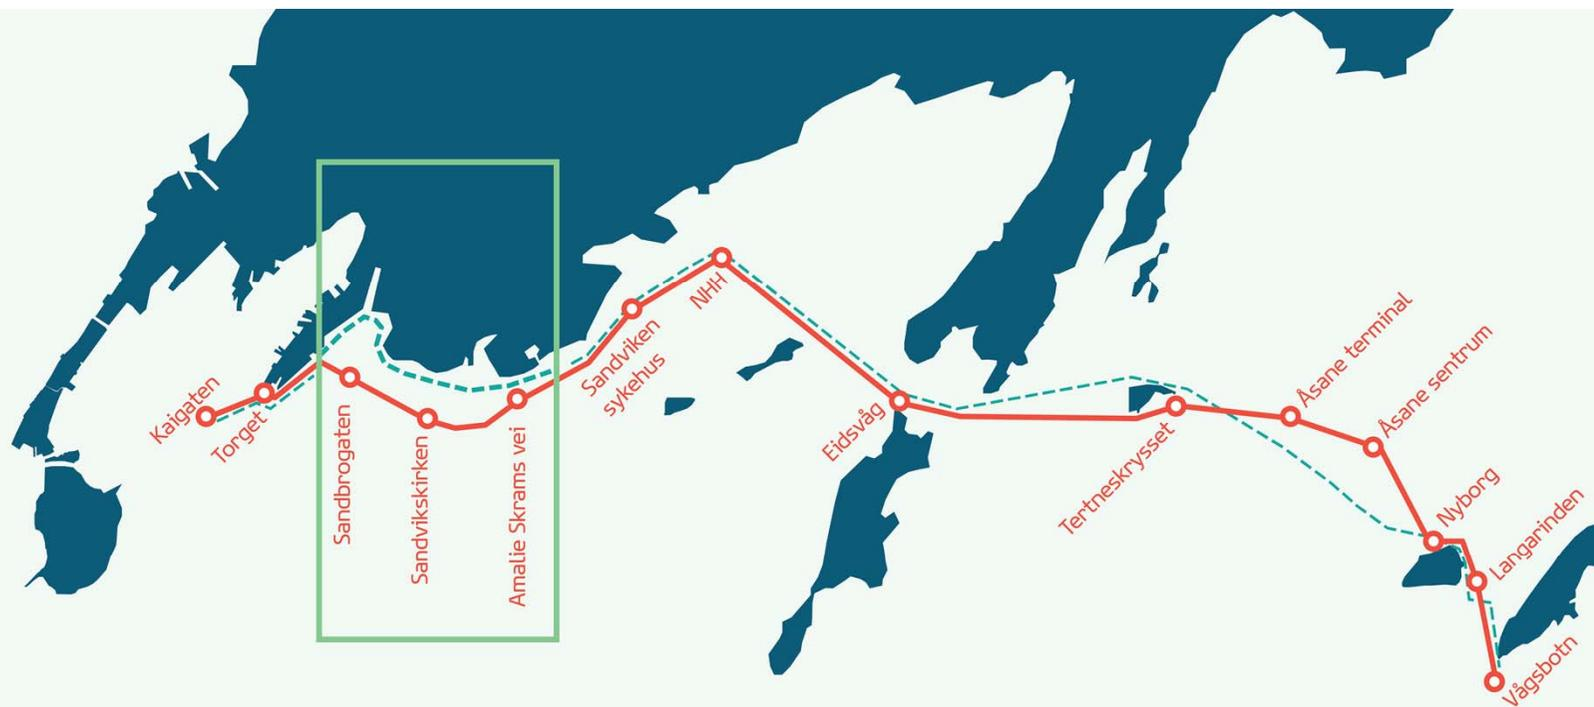 Kaigaten
Torget
Sandbrogaten
Sandvikskirken
Amalie Skrams vei
Sandviken
sykehus
NHH
Eidsvåg
Tertneskrysset
Åsane terminal
Åsane sentrum
Nyborg
Langarinden
Vågsbotn